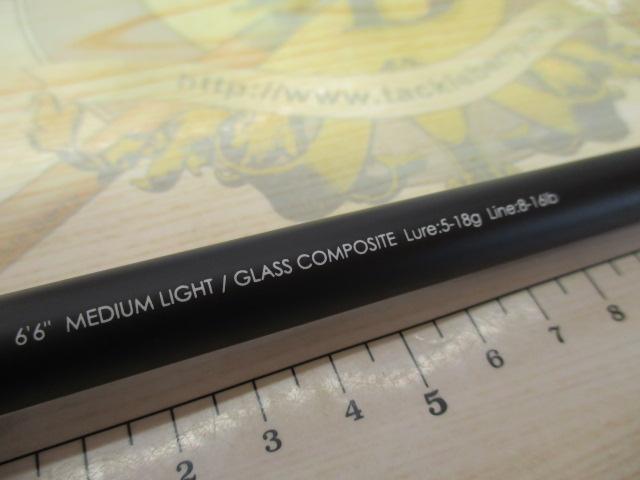 http://www.tackleberry.
6'6" MEDIUM LIGHT / GLASS COMPOSITE Lure:5-18g Line:8-16lb
2 3 4 5 6 7 8